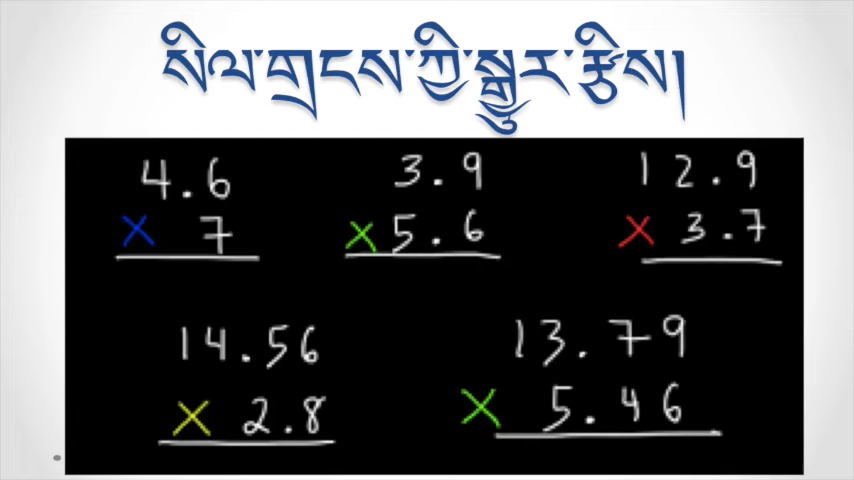 སིལ་གྲངས་ཀྱི་སྒྱུར་རྩིས།
4.6 3.9 12.9
× 7 × 5.6 × 3.7
14.56 13.79
× 2.8 × 5.46